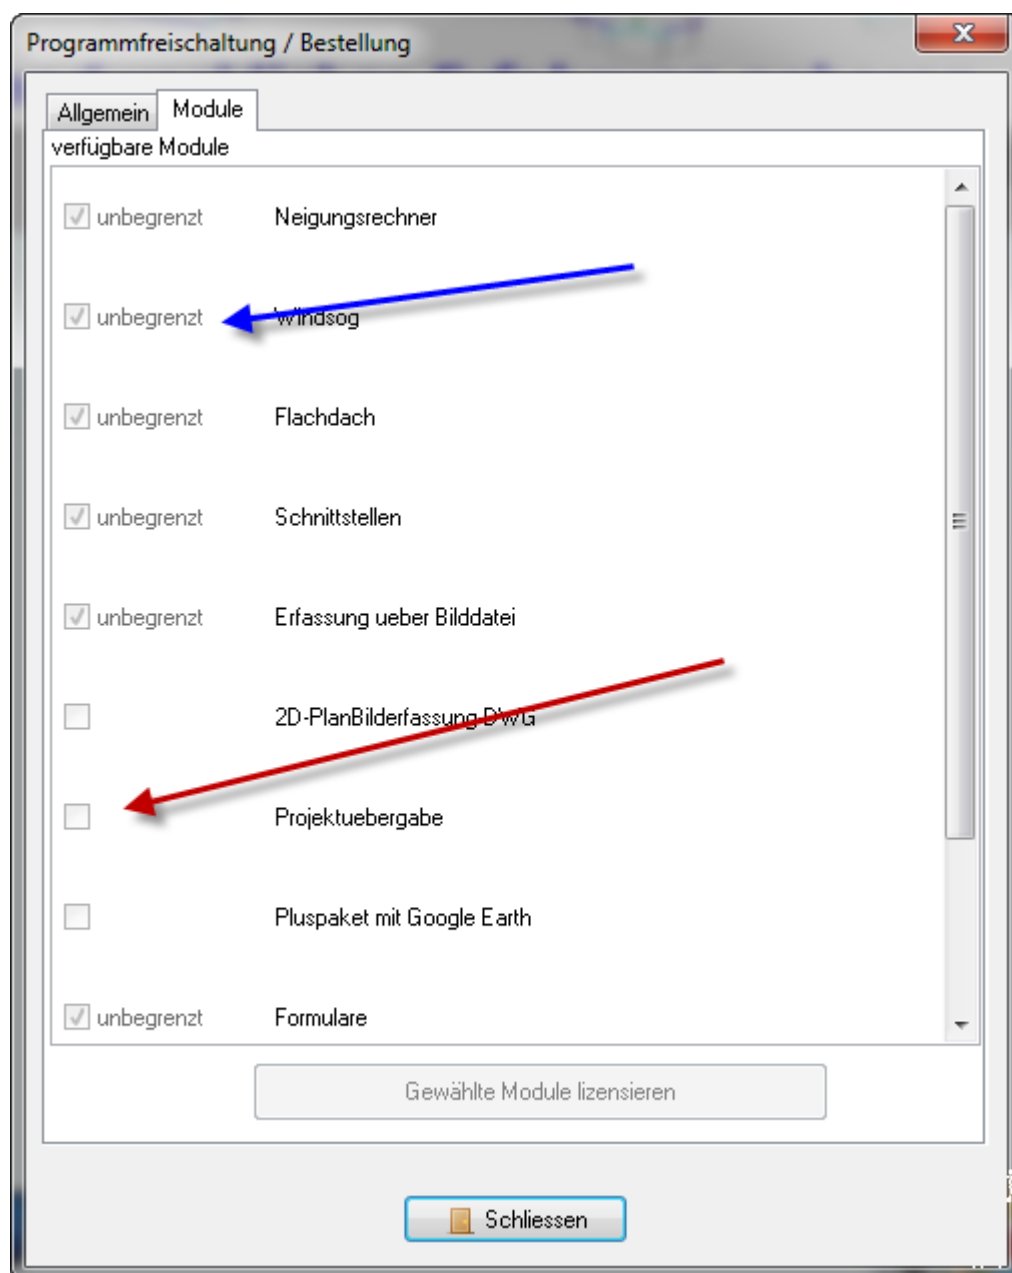 Programmfreischaltung / Bestellung
Allgemein Module
verfügbare Module
unbegrenzt Neigungsrechner
unbegrenzt Windsog
unbegrenzt Flachdach
unbegrenzt Schnittstellen
unbegrenzt Erfassung ueber Bilddatei
2D-PlanBilderfassung DWG
Projektuebergabe
Pluspaket mit Google Earth
unbegrenzt Formulare
Gewählte Module lizensieren
Schliessen